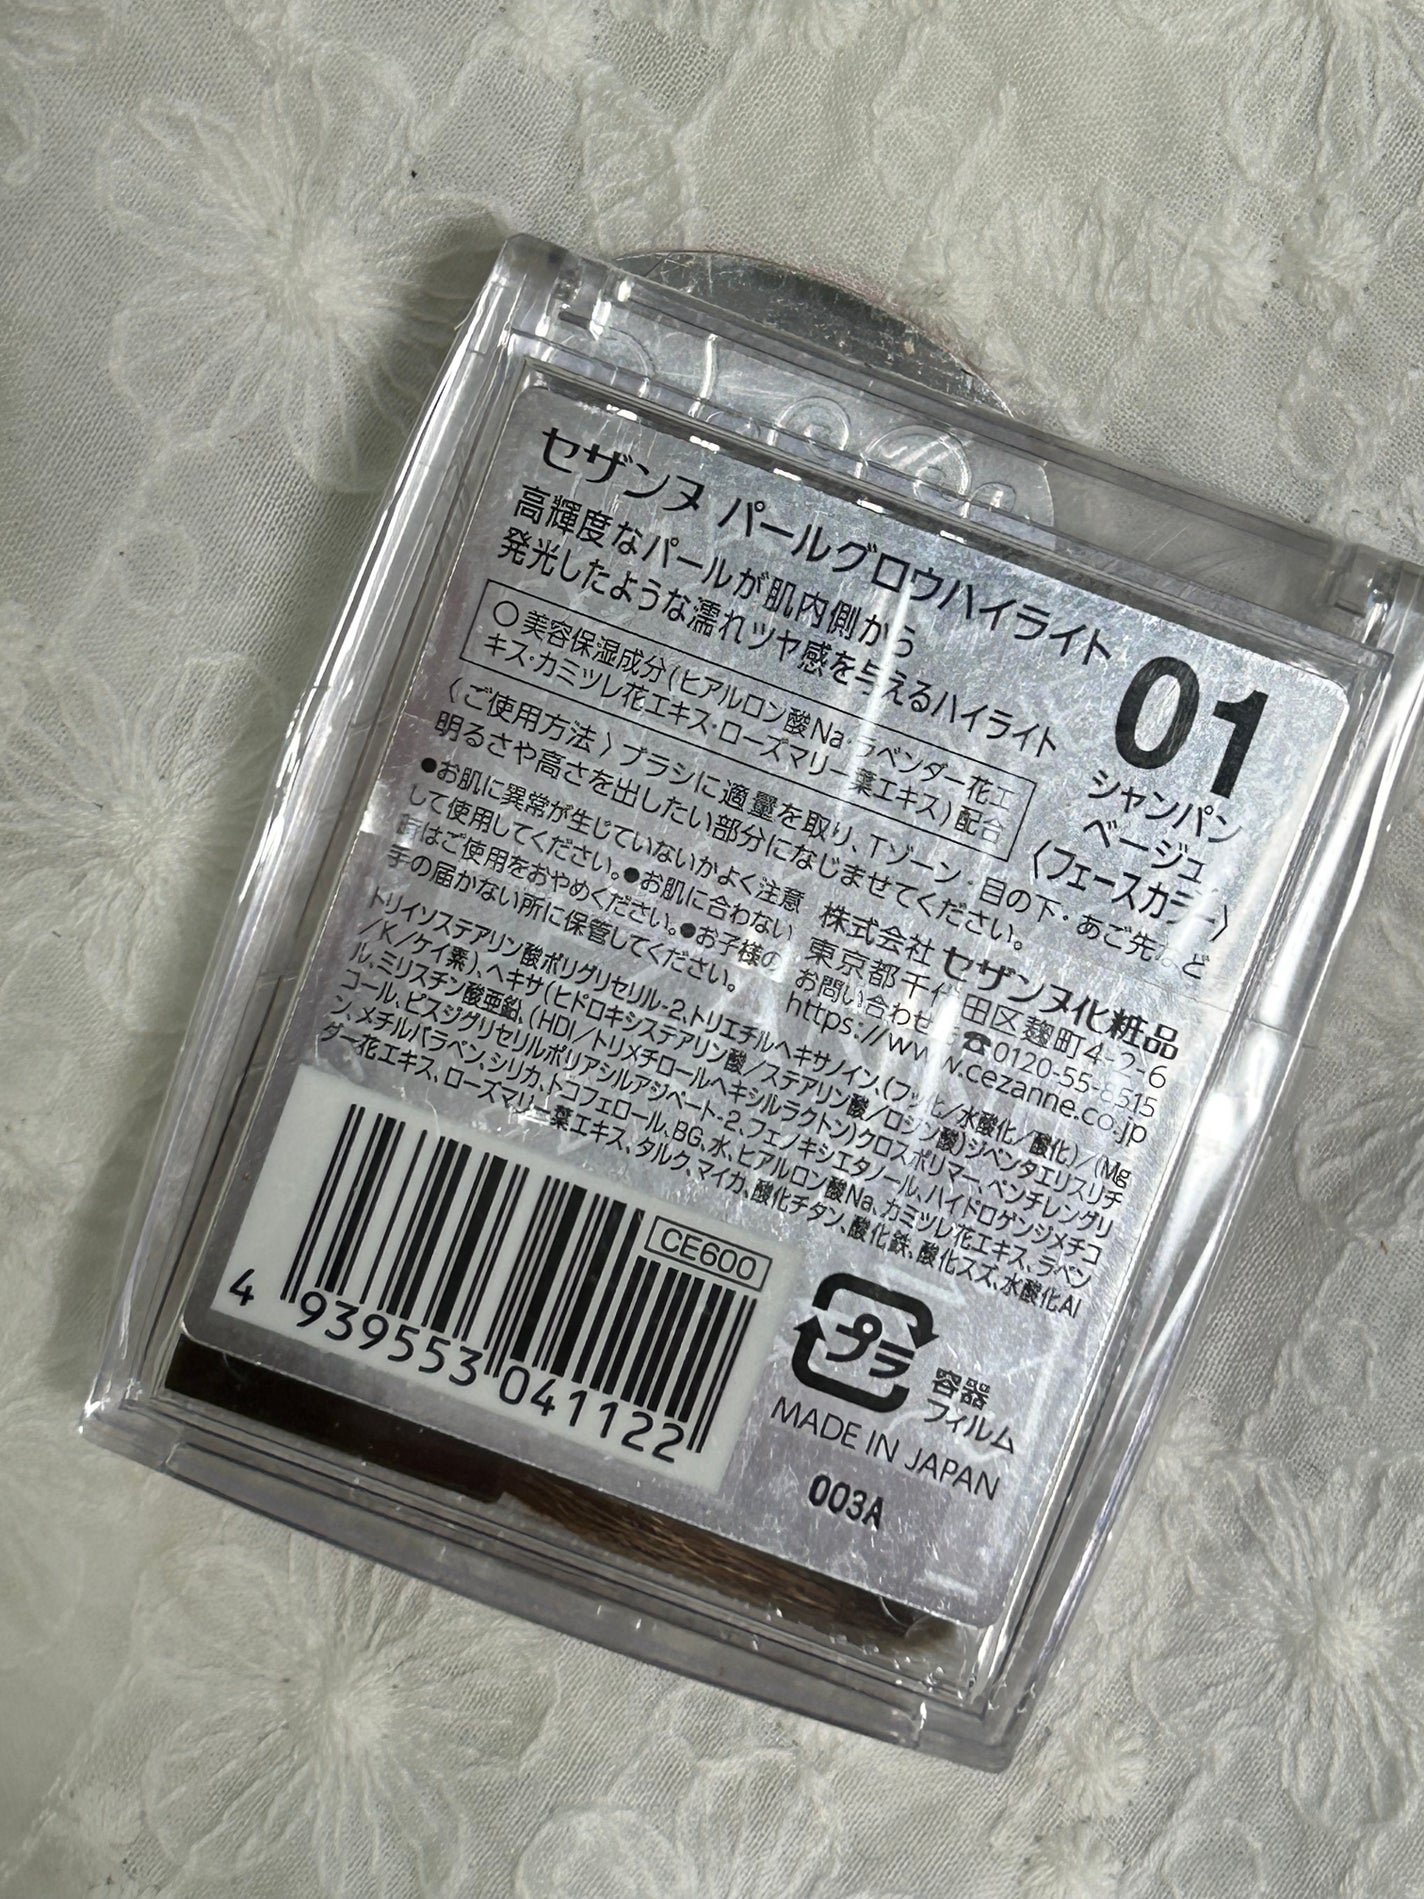 セザンヌ パールグロウハイライト
高輝度なパールが肌内側から
発光したような濡れツヤ感を与えるハイライト
01
シャンパン
ベージュ
〈フェースカラー〉
○美容保湿成分(ヒアルロン酸Na・ラベンダー花エ
キス・カミツレ花エキス・ローズマリー葉エキス)配合
〈ご使用方法〉ブラシに適量を取り、Tゾーン・目の下・あご先など
明るさや高さを出したい部分になじませてください。
●お肌に異常が生じていないかよく注意
して使用してください。●お肌に合わない
時はご使用をおやめください。●お子様の
手の届かない所に保管してください。
株式会社 セザンヌ化粧品
東京都千代田区麹町4-2-6
お問い合わせ ☎0120-55-8515
https://www.cezanne.co.jp
トリイソステアリン酸ポリグリセリル-2、トリエチルヘキサノイン、(フッ化/水酸化/酸化)/(Mg
/K/ケイ素)、ヘキサ(ヒドロキシステアリン酸/ステアリン酸/ロジン酸)ジペンタエリスリチ
ル、ミリスチン酸亜鉛、(HDI/トリメチロールヘキシルラクトン)クロスポリマー、ペンチレングリ
コール、ビスジグリセリルポリアシルアジペート-2、フェノキシエタノール、ハイドロゲンジメチコ
ン、メチルパラベン、シリカ、トコフェロール、BG、水、ヒアルロン酸Na、カミツレ花エキス、ラベン
ダー花エキス、ローズマリー葉エキス、タルク、マイカ、酸化チタン、酸化鉄、酸化スズ、水酸化Al
CE600
4 939553 041122
プラ
容器
フィルム
MADE IN JAPAN
003A